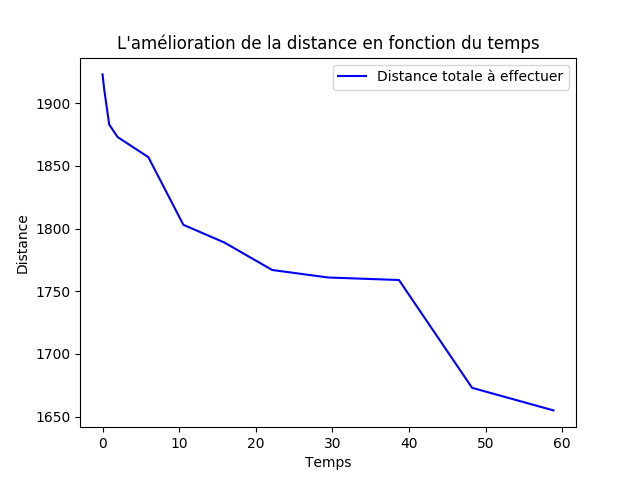 L'amélioration de la distance en fonction du temps
Distance totale à effectuer
Distance
1900
1850
1800
1750
1700
1650
0 10 20 30 40 50 60
Temps